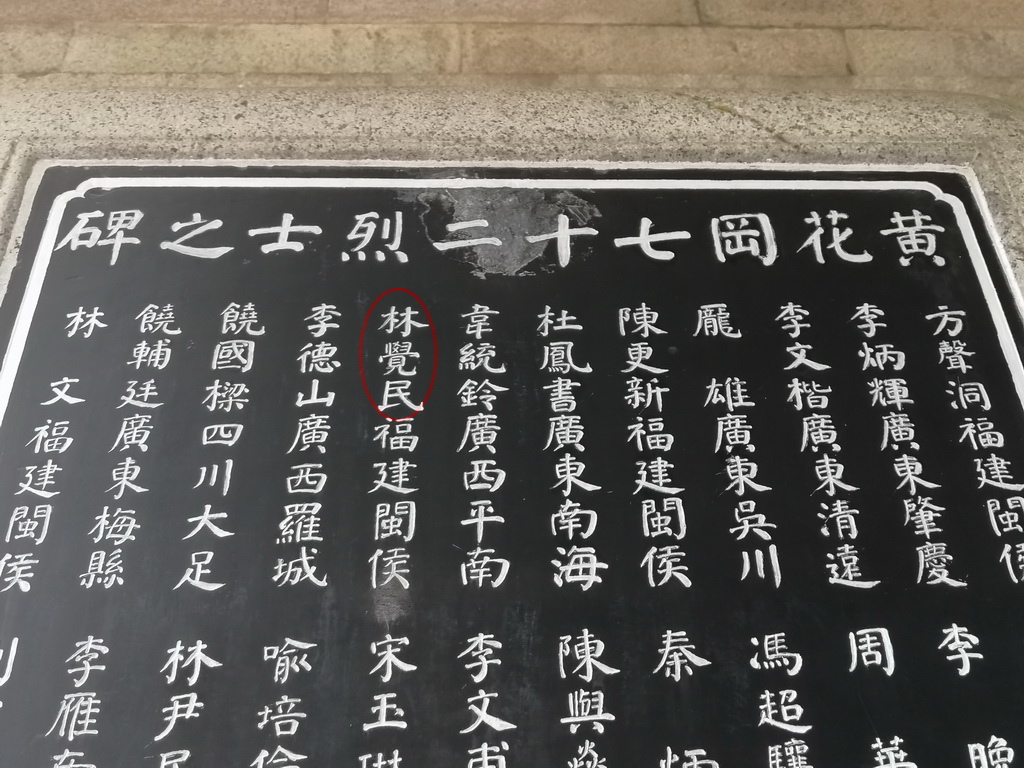 黃花岡七十二烈士之碑
方聲洞福建閩侯
李炳輝廣東肇慶
李文楷廣東清遠
龎雄廣東吳川
陳更新福建閩侯
杜鳳書廣東南海
韋統鈴廣西平南
林覺民福建閩侯
李德山廣西羅城
饒國樑四川大足
饒輔廷廣東梅縣
林文福建閩侯
李晚
周華
馮超驤
秦炳
陳與燊
李文甫
宋玉琳
喻培倫
林尹民
李雁南